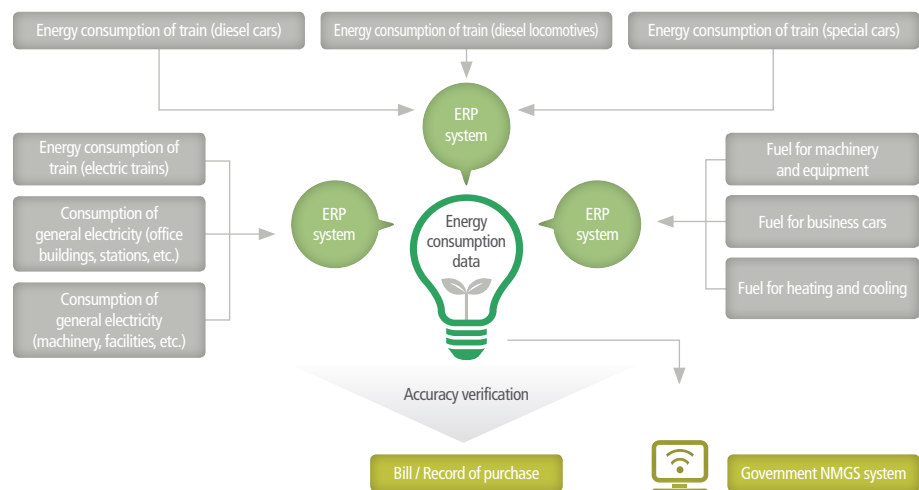 Energy consumption of train (diesel cars)
Energy consumption of train (diesel locomotives)
Energy consumption of train (special cars)
ERP
system
Energy consumption of
train (electric trains)
Consumption of
general electricity (office
buildings, stations, etc.)
Consumption of
general electricity
(machinery, facilities, etc.)
ERP
system
Energy
consumption
data
ERP
system
Fuel for machinery
and equipment
Fuel for business cars
Fuel for heating and cooling
Accuracy verification
Bill / Record of purchase
Government NMGS system